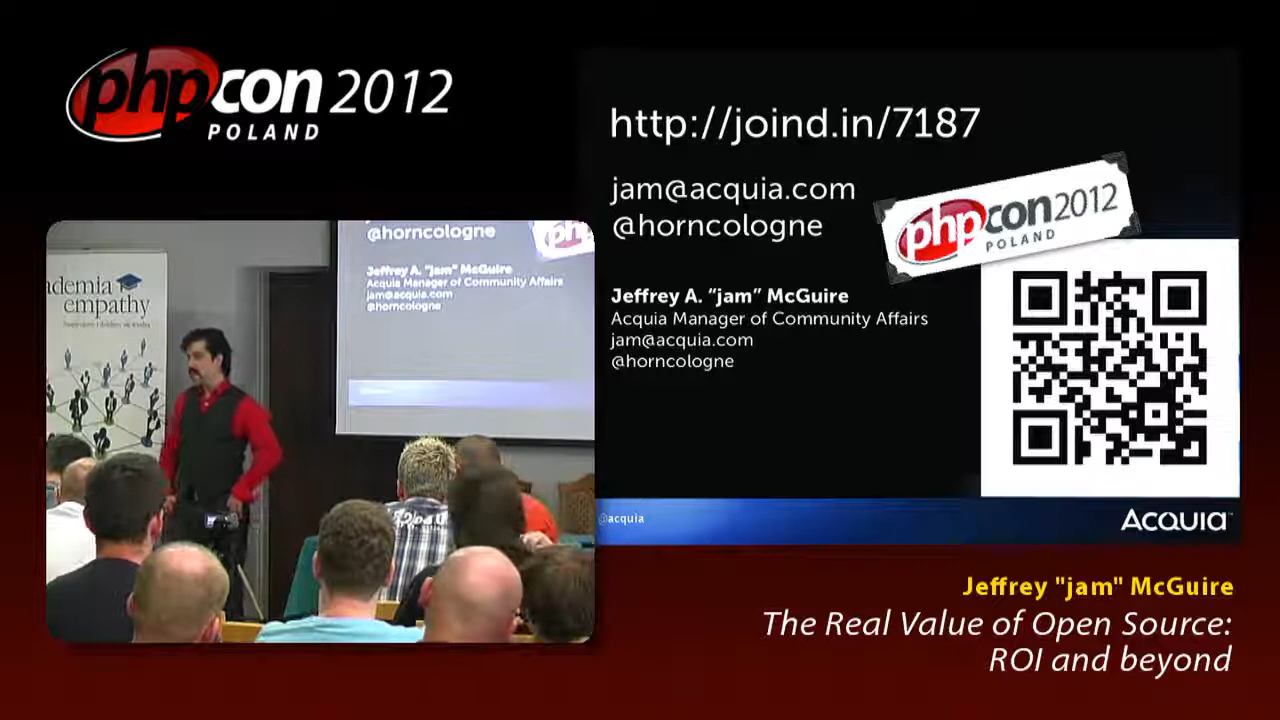 phpcon 2012
POLAND
http://joind.in/7187
jam@acquia.com
@horncologne
phpcon 2012
POLAND
Jeffrey A. “jam” McGuire
Acquia Manager of Community Affairs
jam@acquia.com
@horncologne
@acquia
ACQUIA
@horncologne
php
Jeffrey A. "jam" McGuire
Acquia Manager of Community Affairs
jam@acquia.com
@horncologne
ademia
empathy
Jeffrey "jam" McGuire
The Real Value of Open Source:
ROI and beyond